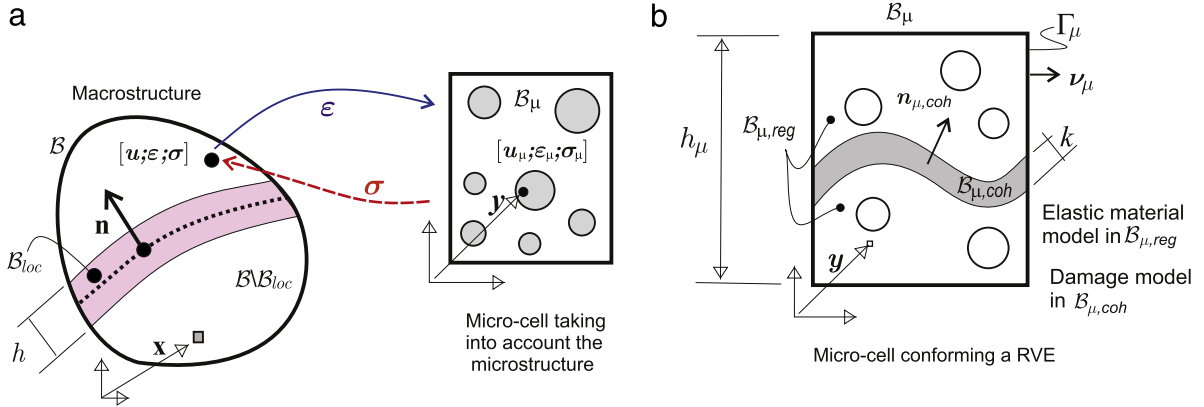 a
Macrostructure
ℬ
[u;ε;σ]
ε
σ
n
ℬloc
ℬ\ℬloc
h
x
ℬμ
[uμ;εμ;σμ]
y
Micro-cell taking
into account the
microstructure
b
ℬμ
Γμ
νμ
hμ
ℬμ,reg
nμ,coh
k
ℬμ,coh
y
Elastic material
model in ℬμ,reg
Damage model
in ℬμ,coh
Micro-cell conforming a RVE